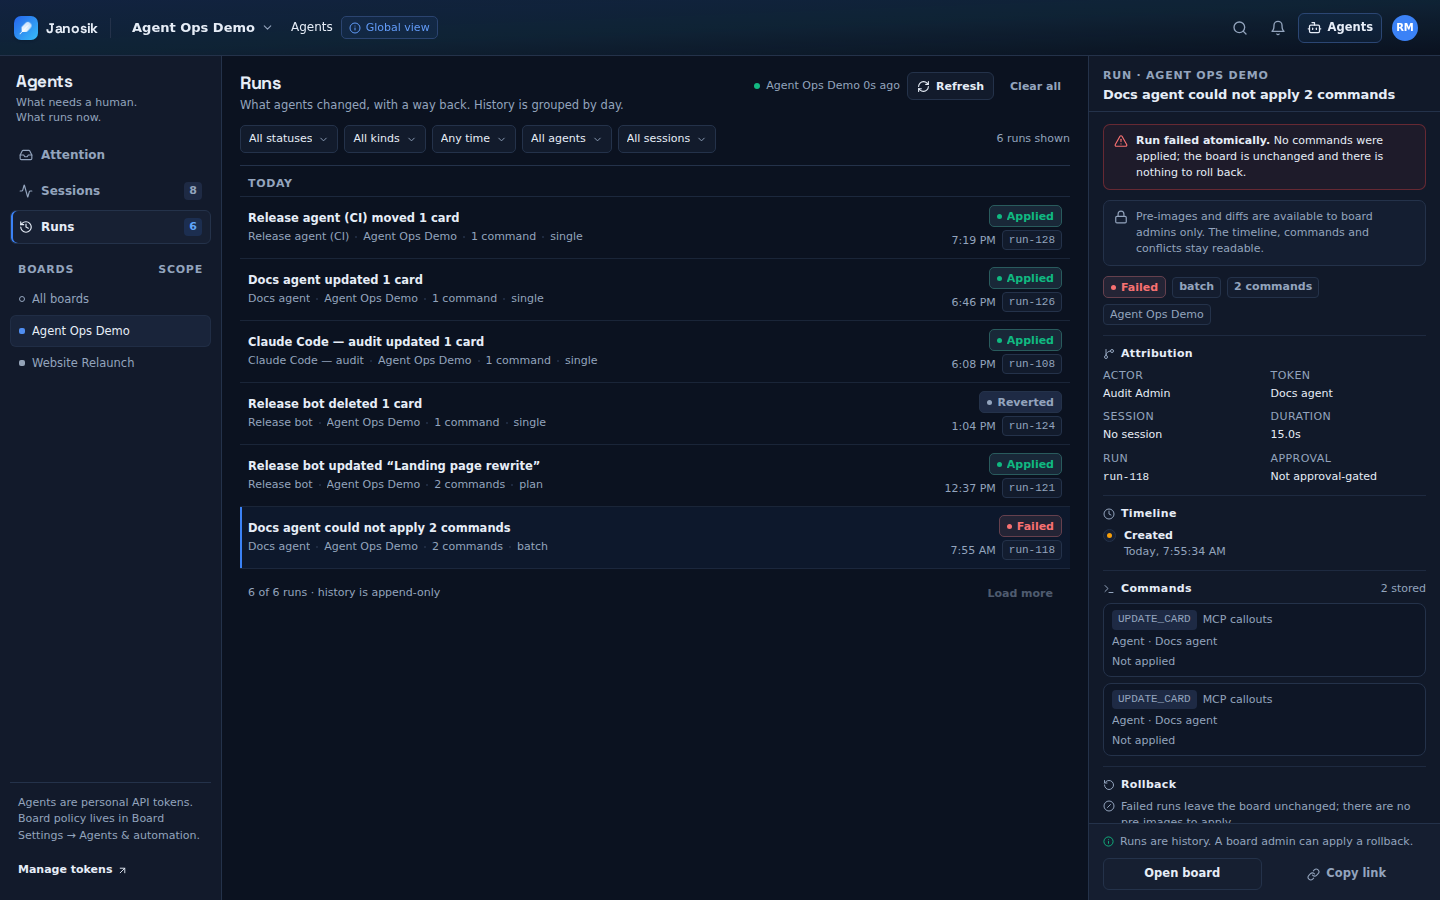 Janosik
Agent Ops Demo
Agents
Global view
Agents
RM
Agents
What needs a human.
What runs now.
Attention
Sessions 8
Runs 6
BOARDS SCOPE
All boards
Agent Ops Demo
Website Relaunch
Agents are personal API tokens.
Board policy lives in Board
Settings → Agents & automation.
Manage tokens
Runs
What agents changed, with a way back. History is grouped by day.
Agent Ops Demo 0s ago
Refresh
Clear all
All statuses
All kinds
Any time
All agents
All sessions
6 runs shown
TODAY
Release agent (CI) moved 1 card
Applied
Release agent (CI) · Agent Ops Demo · 1 command · single
7:19 PM run-128
Docs agent updated 1 card
Applied
Docs agent · Agent Ops Demo · 1 command · single
6:46 PM run-126
Claude Code — audit updated 1 card
Applied
Claude Code — audit · Agent Ops Demo · 1 command · single
6:08 PM run-108
Release bot deleted 1 card
Reverted
Release bot · Agent Ops Demo · 1 command · single
1:04 PM run-124
Release bot updated “Landing page rewrite”
Applied
Release bot · Agent Ops Demo · 2 commands · plan
12:37 PM run-121
Docs agent could not apply 2 commands
Failed
Docs agent · Agent Ops Demo · 2 commands · batch
7:55 AM run-118
6 of 6 runs · history is append-only
Load more
RUN · AGENT OPS DEMO
Docs agent could not apply 2 commands
Run failed atomically. No commands were
applied; the board is unchanged and there is
nothing to roll back.
Pre-images and diffs are available to board
admins only. The timeline, commands and
conflicts stay readable.
Failed
batch
2 commands
Agent Ops Demo
Attribution
ACTOR TOKEN
Audit Admin Docs agent
SESSION DURATION
No session 15.0s
RUN APPROVAL
run-118 Not approval-gated
Timeline
Created
Today, 7:55:34 AM
Commands 2 stored
UPDATE_CARD MCP callouts
Agent · Docs agent
Not applied
UPDATE_CARD MCP callouts
Agent · Docs agent
Not applied
Rollback
Failed runs leave the board unchanged; there are no
pre-images to apply.
Runs are history. A board admin can apply a rollback.
Open board
Copy link